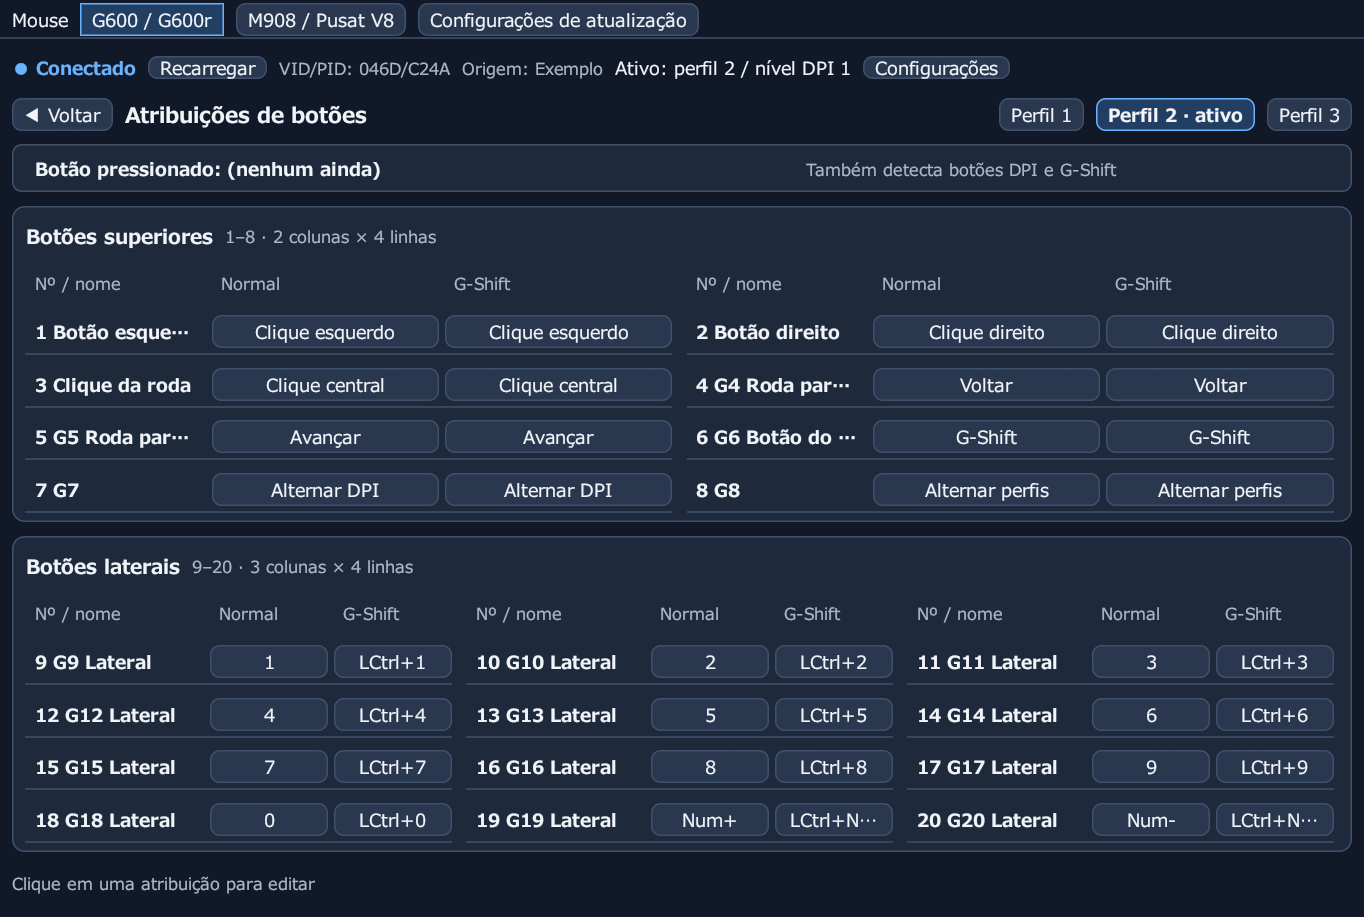 Mouse G600 / G600r M908 / Pusat V8 Configurações de atualização
● Conectado Recarregar VID/PID: 046D/C24A Origem: Exemplo Ativo: perfil 2 / nível DPI 1 Configurações
◀ Voltar Atribuições de botões Perfil 1 Perfil 2 · ativo Perfil 3
Botão pressionado: (nenhum ainda) Também detecta botões DPI e G-Shift
Botões superiores 1–8 · 2 colunas × 4 linhas
Nº / nome Normal G-Shift Nº / nome Normal G-Shift
1 Botão esque··· Clique esquerdo Clique esquerdo 2 Botão direito Clique direito Clique direito
3 Clique da roda Clique central Clique central 4 G4 Roda par··· Voltar Voltar
5 G5 Roda par··· Avançar Avançar 6 G6 Botão do ··· G-Shift G-Shift
7 G7 Alternar DPI Alternar DPI 8 G8 Alternar perfis Alternar perfis
Botões laterais 9–20 · 3 colunas × 4 linhas
Nº / nome Normal G-Shift Nº / nome Normal G-Shift Nº / nome Normal G-Shift
9 G9 Lateral 1 LCtrl+1 10 G10 Lateral 2 LCtrl+2 11 G11 Lateral 3 LCtrl+3
12 G12 Lateral 4 LCtrl+4 13 G13 Lateral 5 LCtrl+5 14 G14 Lateral 6 LCtrl+6
15 G15 Lateral 7 LCtrl+7 16 G16 Lateral 8 LCtrl+8 17 G17 Lateral 9 LCtrl+9
18 G18 Lateral 0 LCtrl+0 19 G19 Lateral Num+ LCtrl+N··· 20 G20 Lateral Num- LCtrl+N···
Clique em uma atribuição para editar